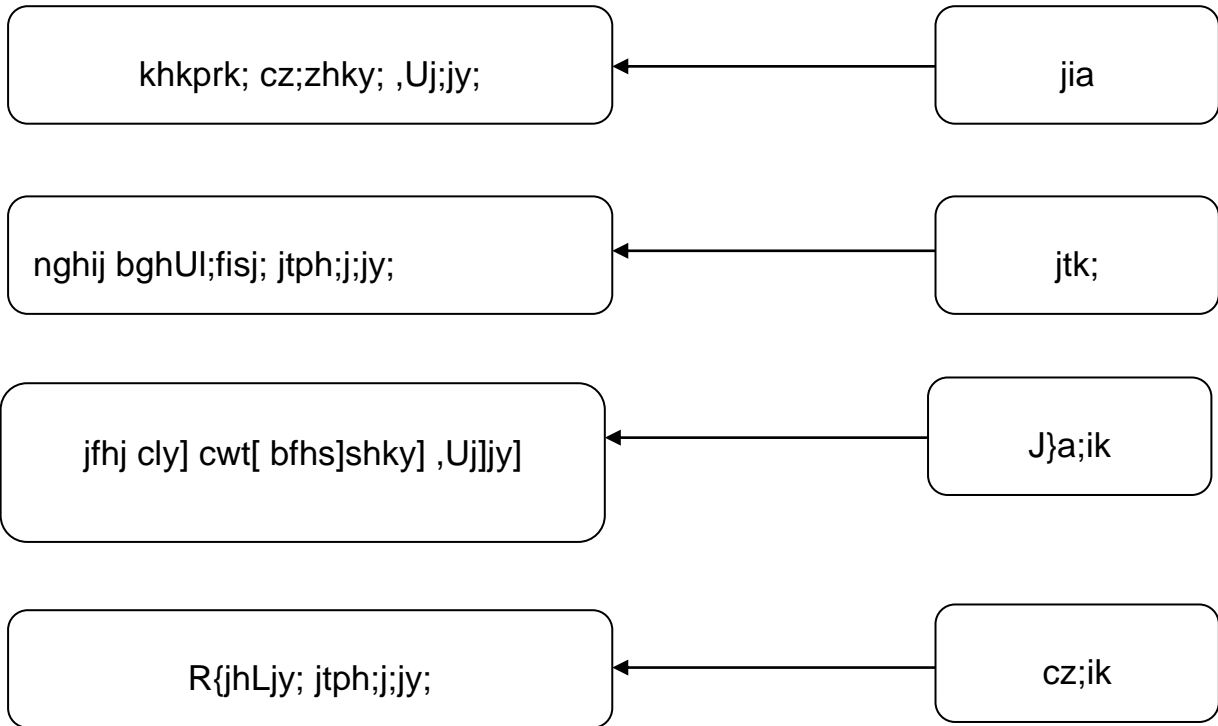 khkprk; cz;zhky; ,Uj;jy;
jia
nghij bghUl;fisj; jtph;j;jy;
jtk;
jfhj cly] cwt[ bfhs]shky] ,Uj]jy]
J}a;ik
R{jhLjy; jtph;j;jy;
cz;ik